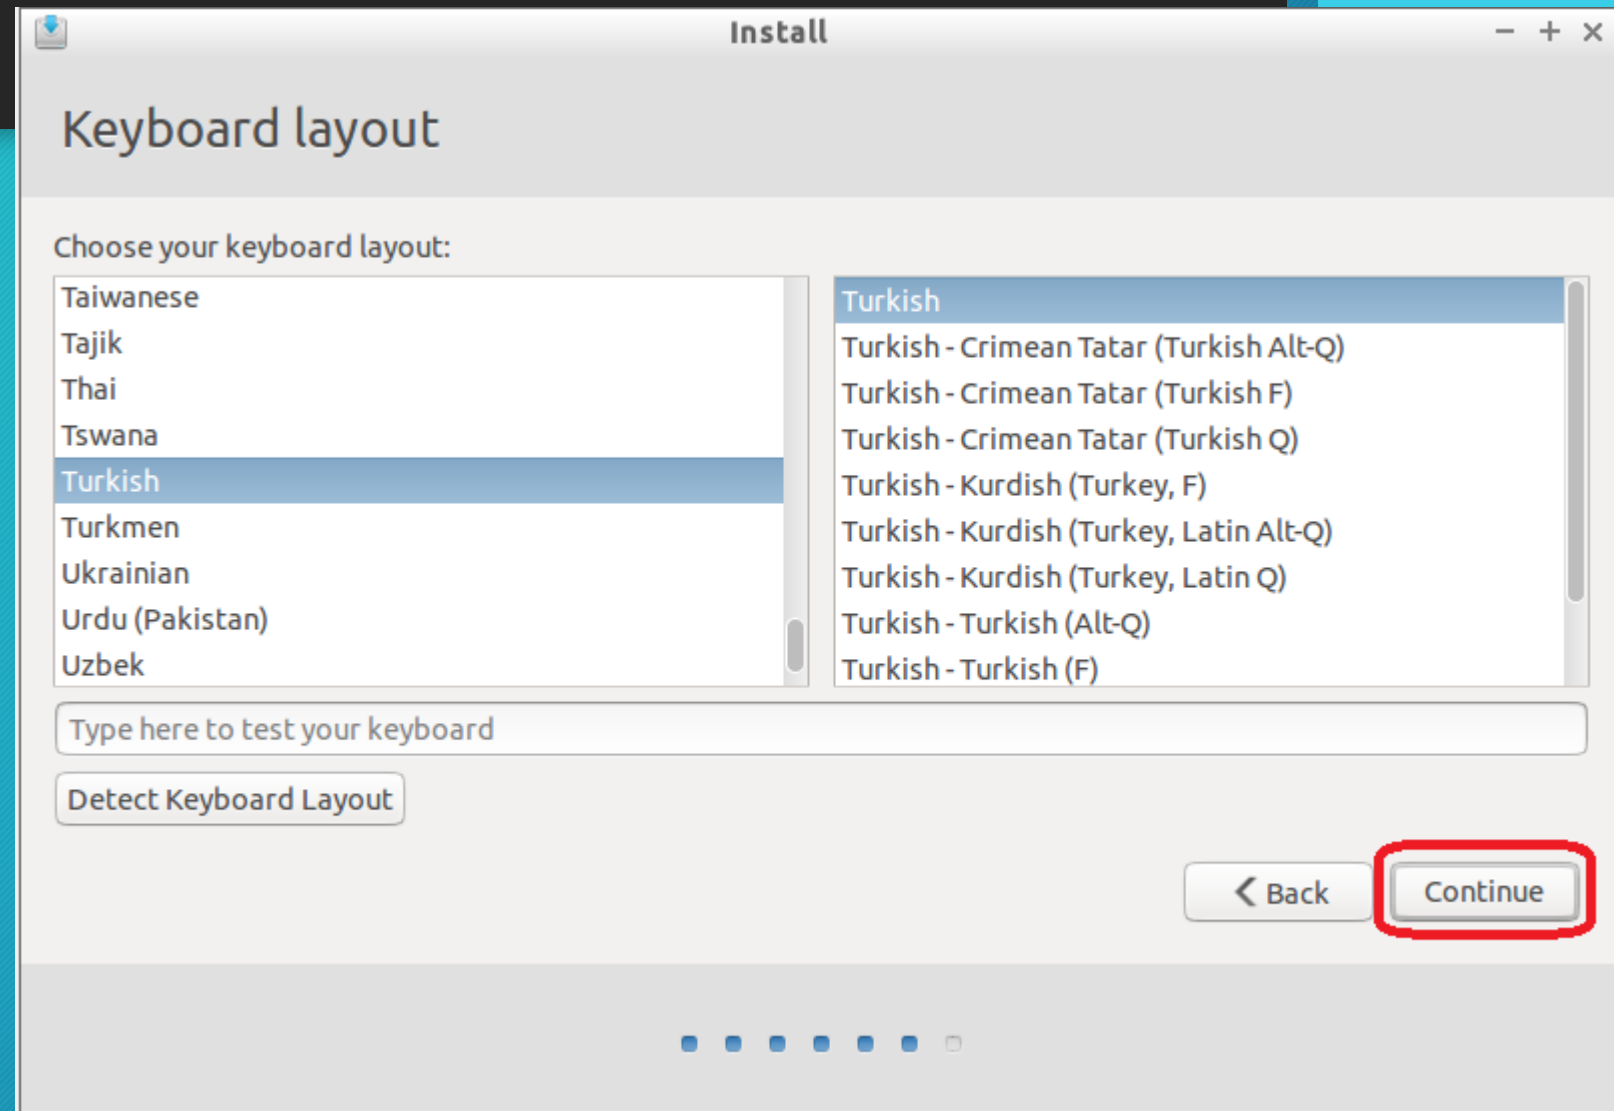 Install
Keyboard layout
Choose your keyboard layout:
Taiwanese
Tajik
Thai
Tswana
Turkish
Turkmen
Ukrainian
Urdu (Pakistan)
Uzbek
Turkish
Turkish - Crimean Tatar (Turkish Alt-Q)
Turkish - Crimean Tatar (Turkish F)
Turkish - Crimean Tatar (Turkish Q)
Turkish - Kurdish (Turkey, F)
Turkish - Kurdish (Turkey, Latin Alt-Q)
Turkish - Kurdish (Turkey, Latin Q)
Turkish - Turkish (Alt-Q)
Turkish - Turkish (F)
Type here to test your keyboard
Detect Keyboard Layout
Back
Continue